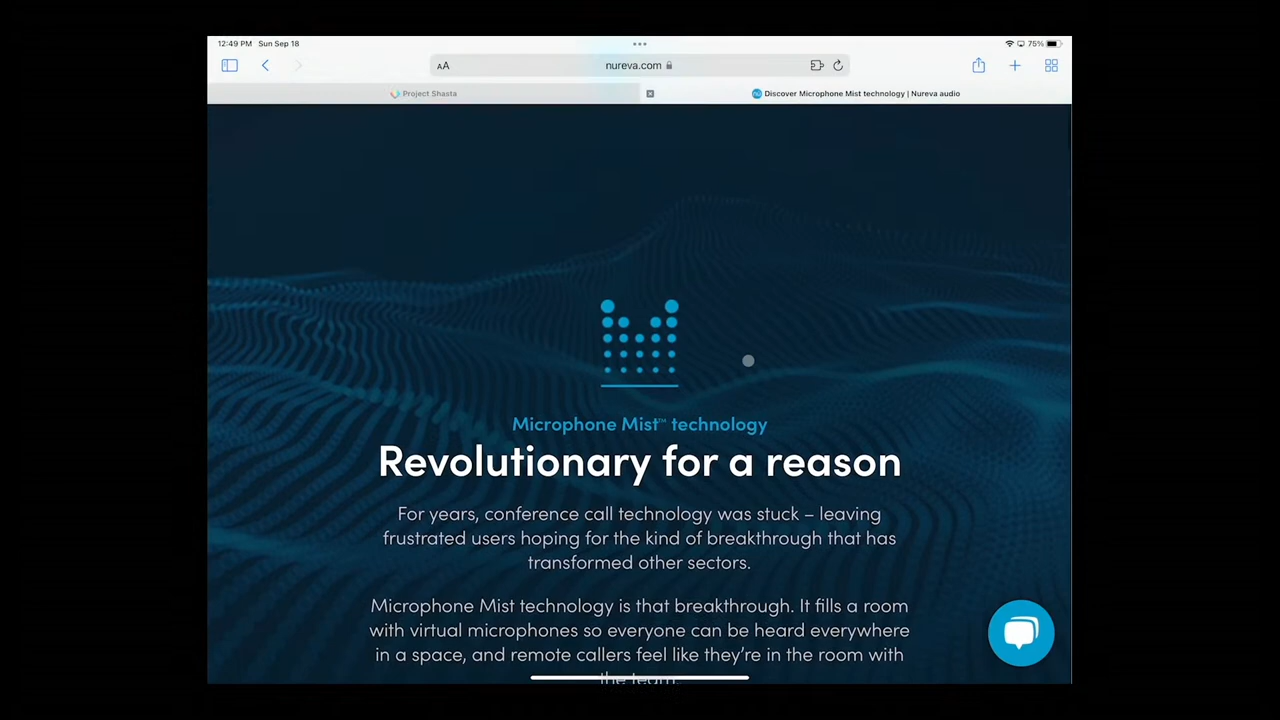 12:49 PM Sun Sep 18
75%
AA
nureva.com
Project Shasta
Discover Microphone Mist technology | Nureva audio
Microphone Mist™ technology
Revolutionary for a reason
For years, conference call technology was stuck – leaving
frustrated users hoping for the kind of breakthrough that has
transformed other sectors.
Microphone Mist technology is that breakthrough. It fills a room
with virtual microphones so everyone can be heard everywhere
in a space, and remote callers feel like they're in the room with
the team.